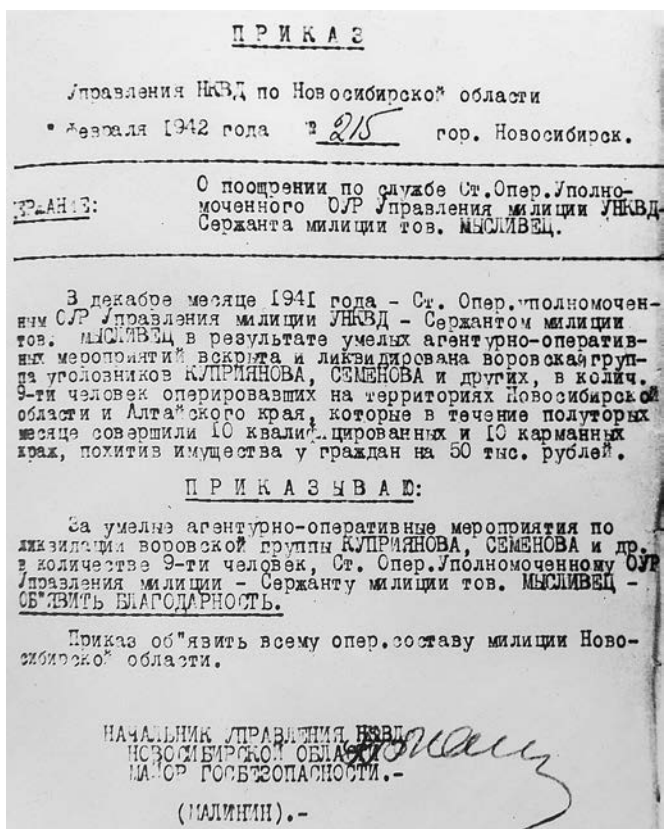 ПРИКАЗ
Управления НКВД по Новосибирской области
февраля 1942 года № 215 гор. Новосибирск.
О поощрении по службе Ст.Опер.Уполно-
моченного ОУР Управления милиции УНКВД-
Сержанта милиции тов. МЫСЛИВЕЦ.
В декабре месяце 1941 года - Ст. Опер.уполномочен-
ным ОУР Управления милиции УНКВД - Сержантом милиции
тов. МЫСЛИВЕЦ в результате умелых агентурно-оператив-
ных мероприятий вскрыта и ликвидирована воровская груп-
па уголовников КУПРИЯНОВА, СЕМЕНОВА и других, в колич.
9-ти человек оперировавших на территориях Новосибирской
области и Алтайского края, которые в течение полуторых
месяце совершили 10 квалифицированных и 10 карманных
краж, похитив имущества у граждан на 50 тыс. рублей.
ПРИКАЗЫВАЮ:
За умелые агентурно-оперативные мероприятия по
ликвидации воровской группы КУПРИЯНОВА, СЕМЕНОВА и др.
в количестве 9-ти человек, Ст. Опер.Уполномоченному ОУР
Управления милиции - Сержанту милиции тов. МЫСЛИВЕЦ -
ОБ"ЯВИТЬ БЛАГОДАРНОСТЬ.
Приказ об"явить всему опер.составу милиции Ново-
сибирской области.
НАЧАЛЬНИК УПРАВЛЕНИЯ НКВД
НОВОСИБИРСКОЙ ОБЛАСТИ
МАЙОР ГОСБЕЗОПАСНОСТИ.-
(МАЛИНИН).-